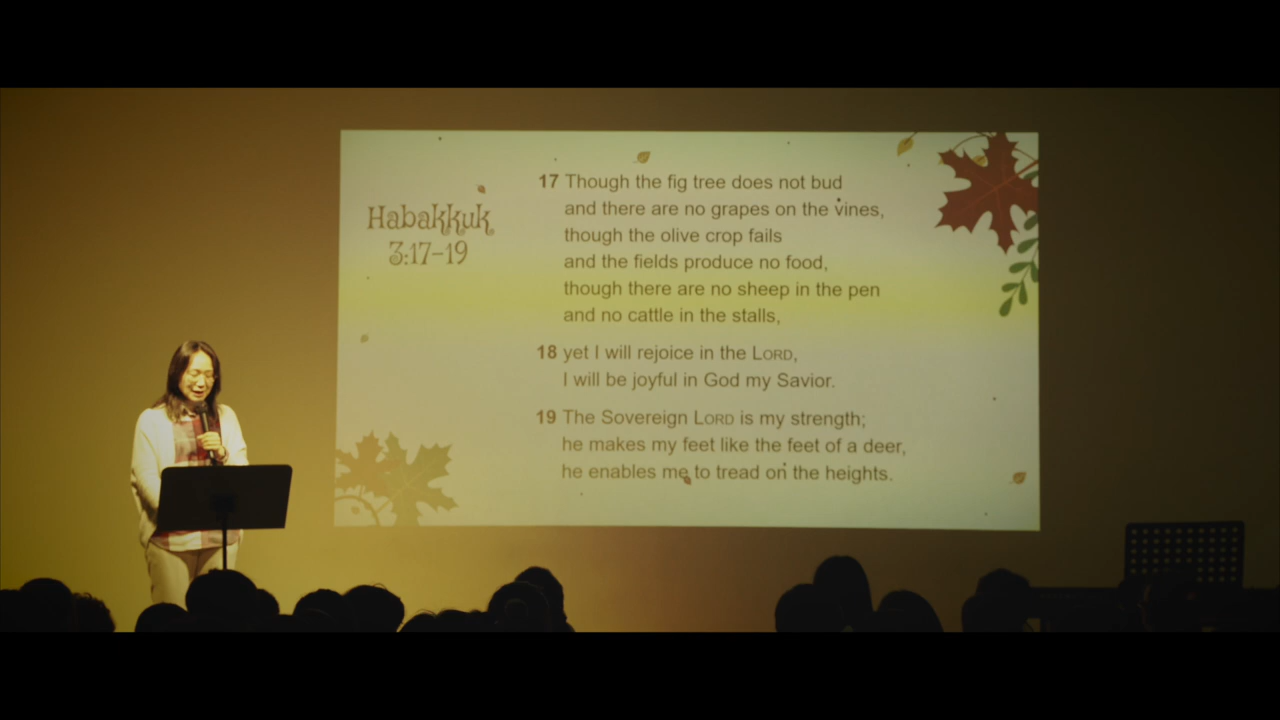 Habakkuk
3:17–19
17 Though the fig tree does not bud
and there are no grapes on the vines,
though the olive crop fails
and the fields produce no food,
though there are no sheep in the pen
and no cattle in the stalls,
18 yet I will rejoice in the LORD,
I will be joyful in God my Savior.
19 The Sovereign LORD is my strength;
he makes my feet like the feet of a deer,
he enables me to tread on the heights.